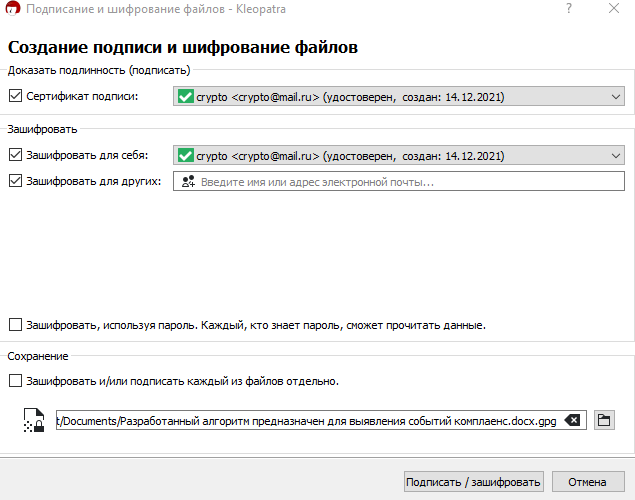 Подписание и шифрование файлов - Kleopatra
Создание подписи и шифрование файлов
Доказать подлинность (подписать)
Сертификат подписи: crypto <crypto@mail.ru> (удостоверен, создан: 14.12.2021)
Зашифровать
Зашифровать для себя: crypto <crypto@mail.ru> (удостоверен, создан: 14.12.2021)
Зашифровать для других: Введите имя или адрес электронной почты...
Зашифровать, используя пароль. Каждый, кто знает пароль, сможет прочитать данные.
Сохранение
Зашифровать и/или подписать каждый из файлов отдельно.
t/Documents/Разработанный алгоритм предназначен для выявления событий комплаенс.docx.gpg
Подписать / зашифровать Отмена